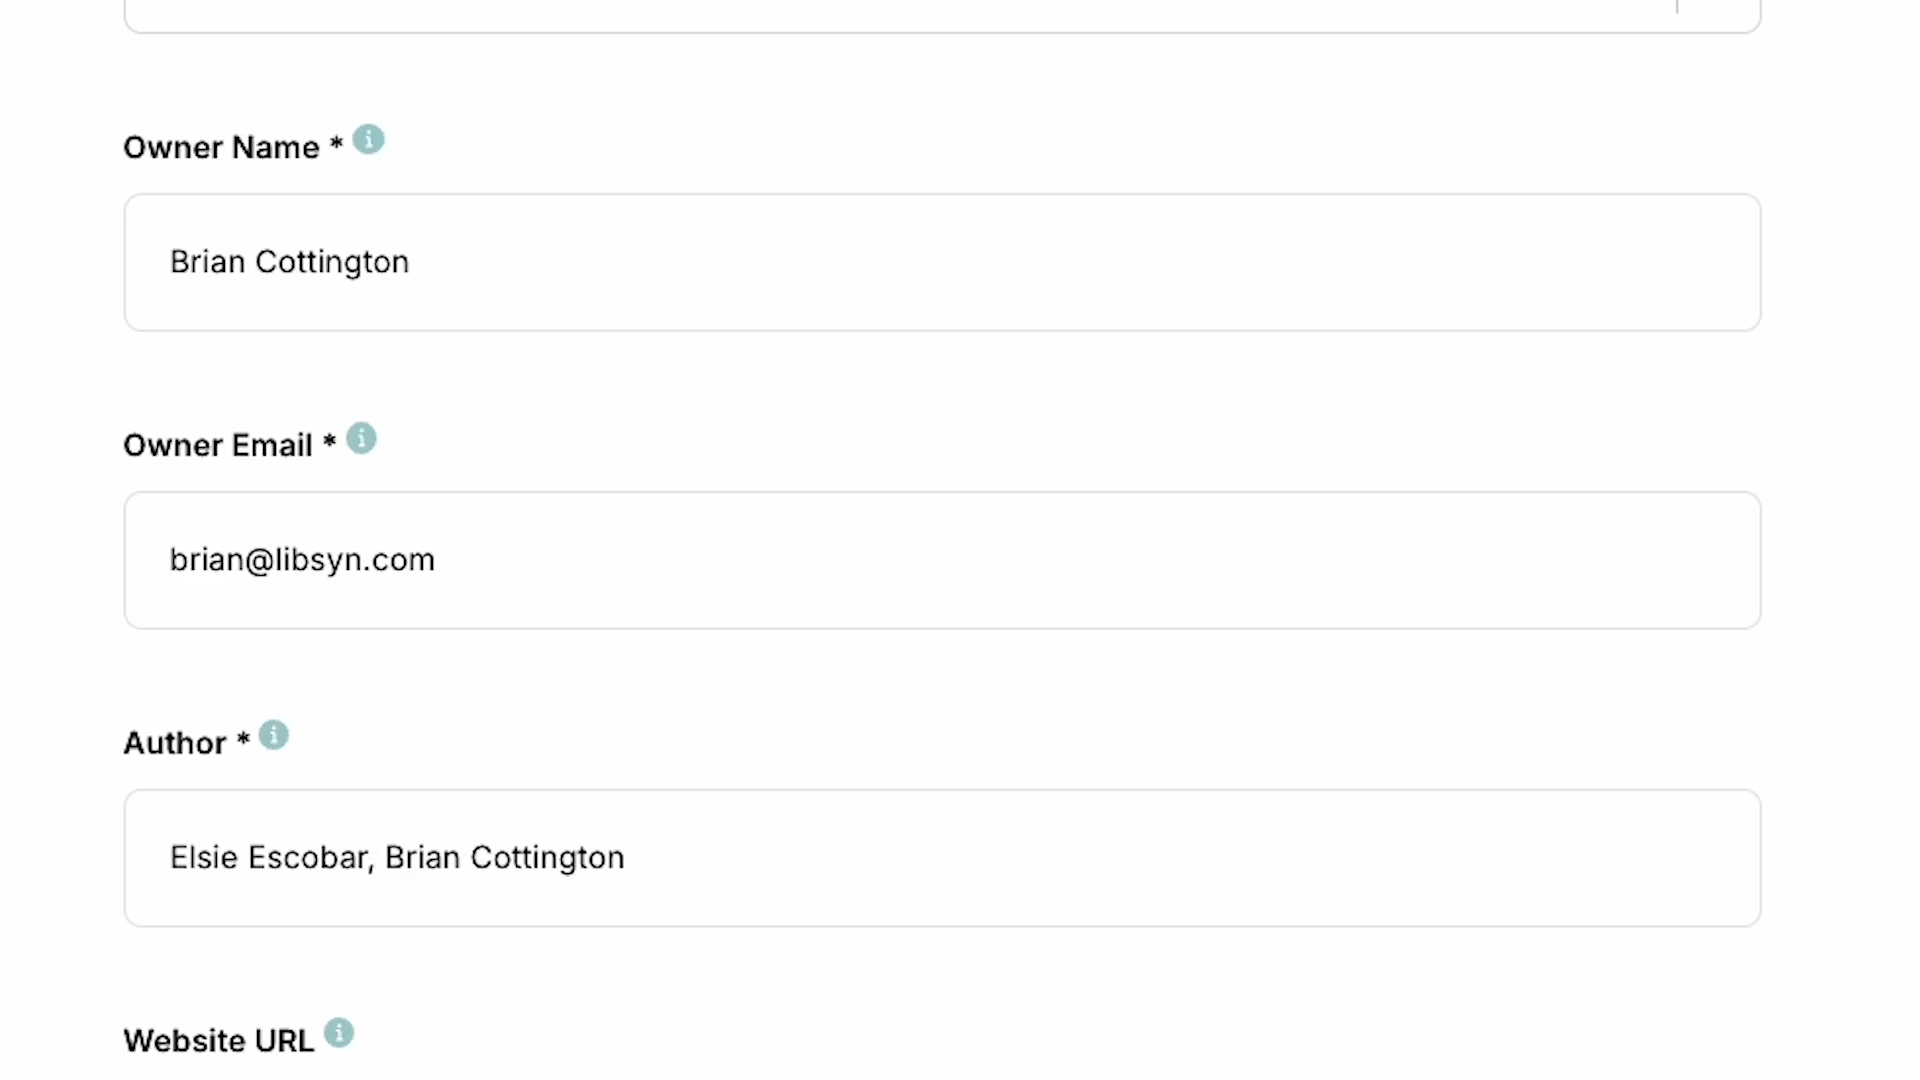 Owner Name *
Brian Cottington
Owner Email *
brian@libsyn.com
Author *
Elsie Escobar, Brian Cottington
Website URL